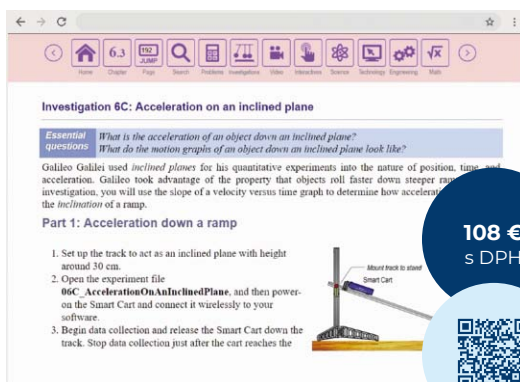 6.3
192
JUMP
√x
Home
Chapter
Page
Search
Problems
Investigations
Video
Interactives
Science
Technology
Engineering
Math
Investigation 6C: Acceleration on an inclined plane
Essential questions
What is the acceleration of an object down an inclined plane?
What do the motion graphs of an object down an inclined plane look like?
Galileo Galilei used inclined planes for his quantitative experiments into the nature of position, time, and
acceleration. Galileo took advantage of the property that objects roll faster down steeper
investigation, you will use the slope of a velocity versus time graph to determine how
the inclination of a ramp.
Part 1: Acceleration down a ramp
1. Set up the track to act as an inclined plane with height
around 30 cm.
2. Open the experiment file
06C_AccelerationOnAnInclinedPlane, and then power-
on the Smart Cart and connect it wirelessly to your
software.
3. Begin data collection and release the Smart Cart down the
track. Stop data collection just after the cart reaches the
Mount track to stand
Smart Cart
108 €
s DPH